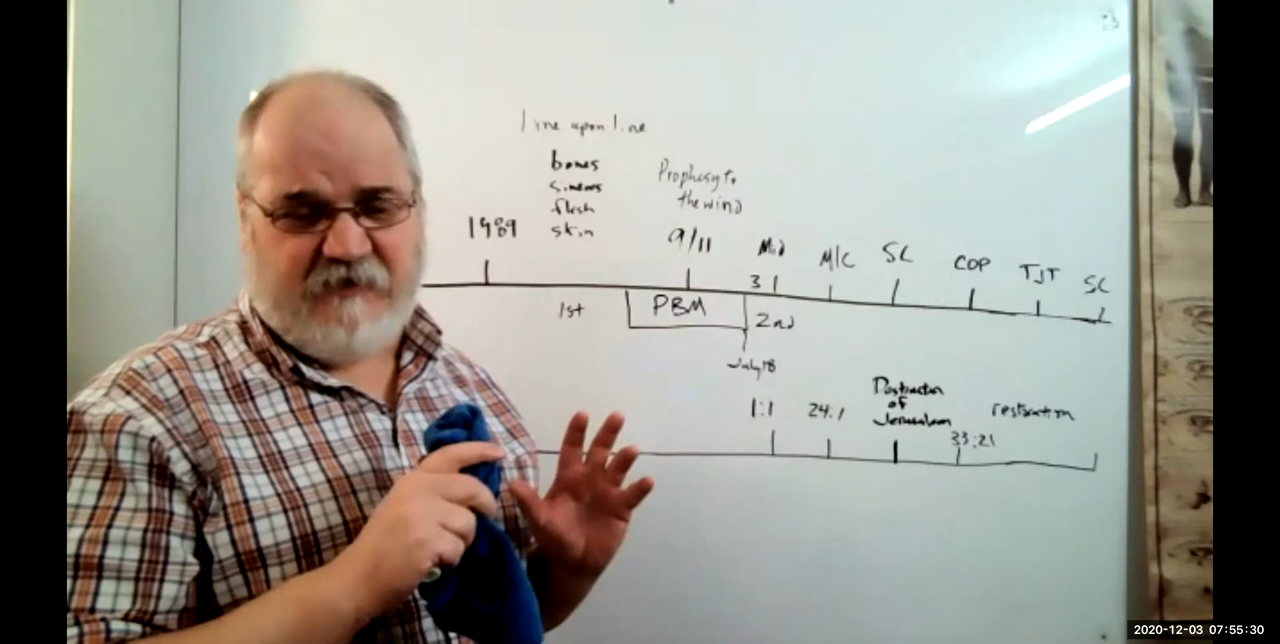 line upon line
bones
sinews
flesh
skin
Prophesy to
the wind
1989
9/11
Mid
M/C
SL
COP
TJT
SL
3
1st
PBM
2nd
July 18
1:1
24:1
Destruction
of
Jerusalem
33:21
restoration
2020-12-03 07:55:30